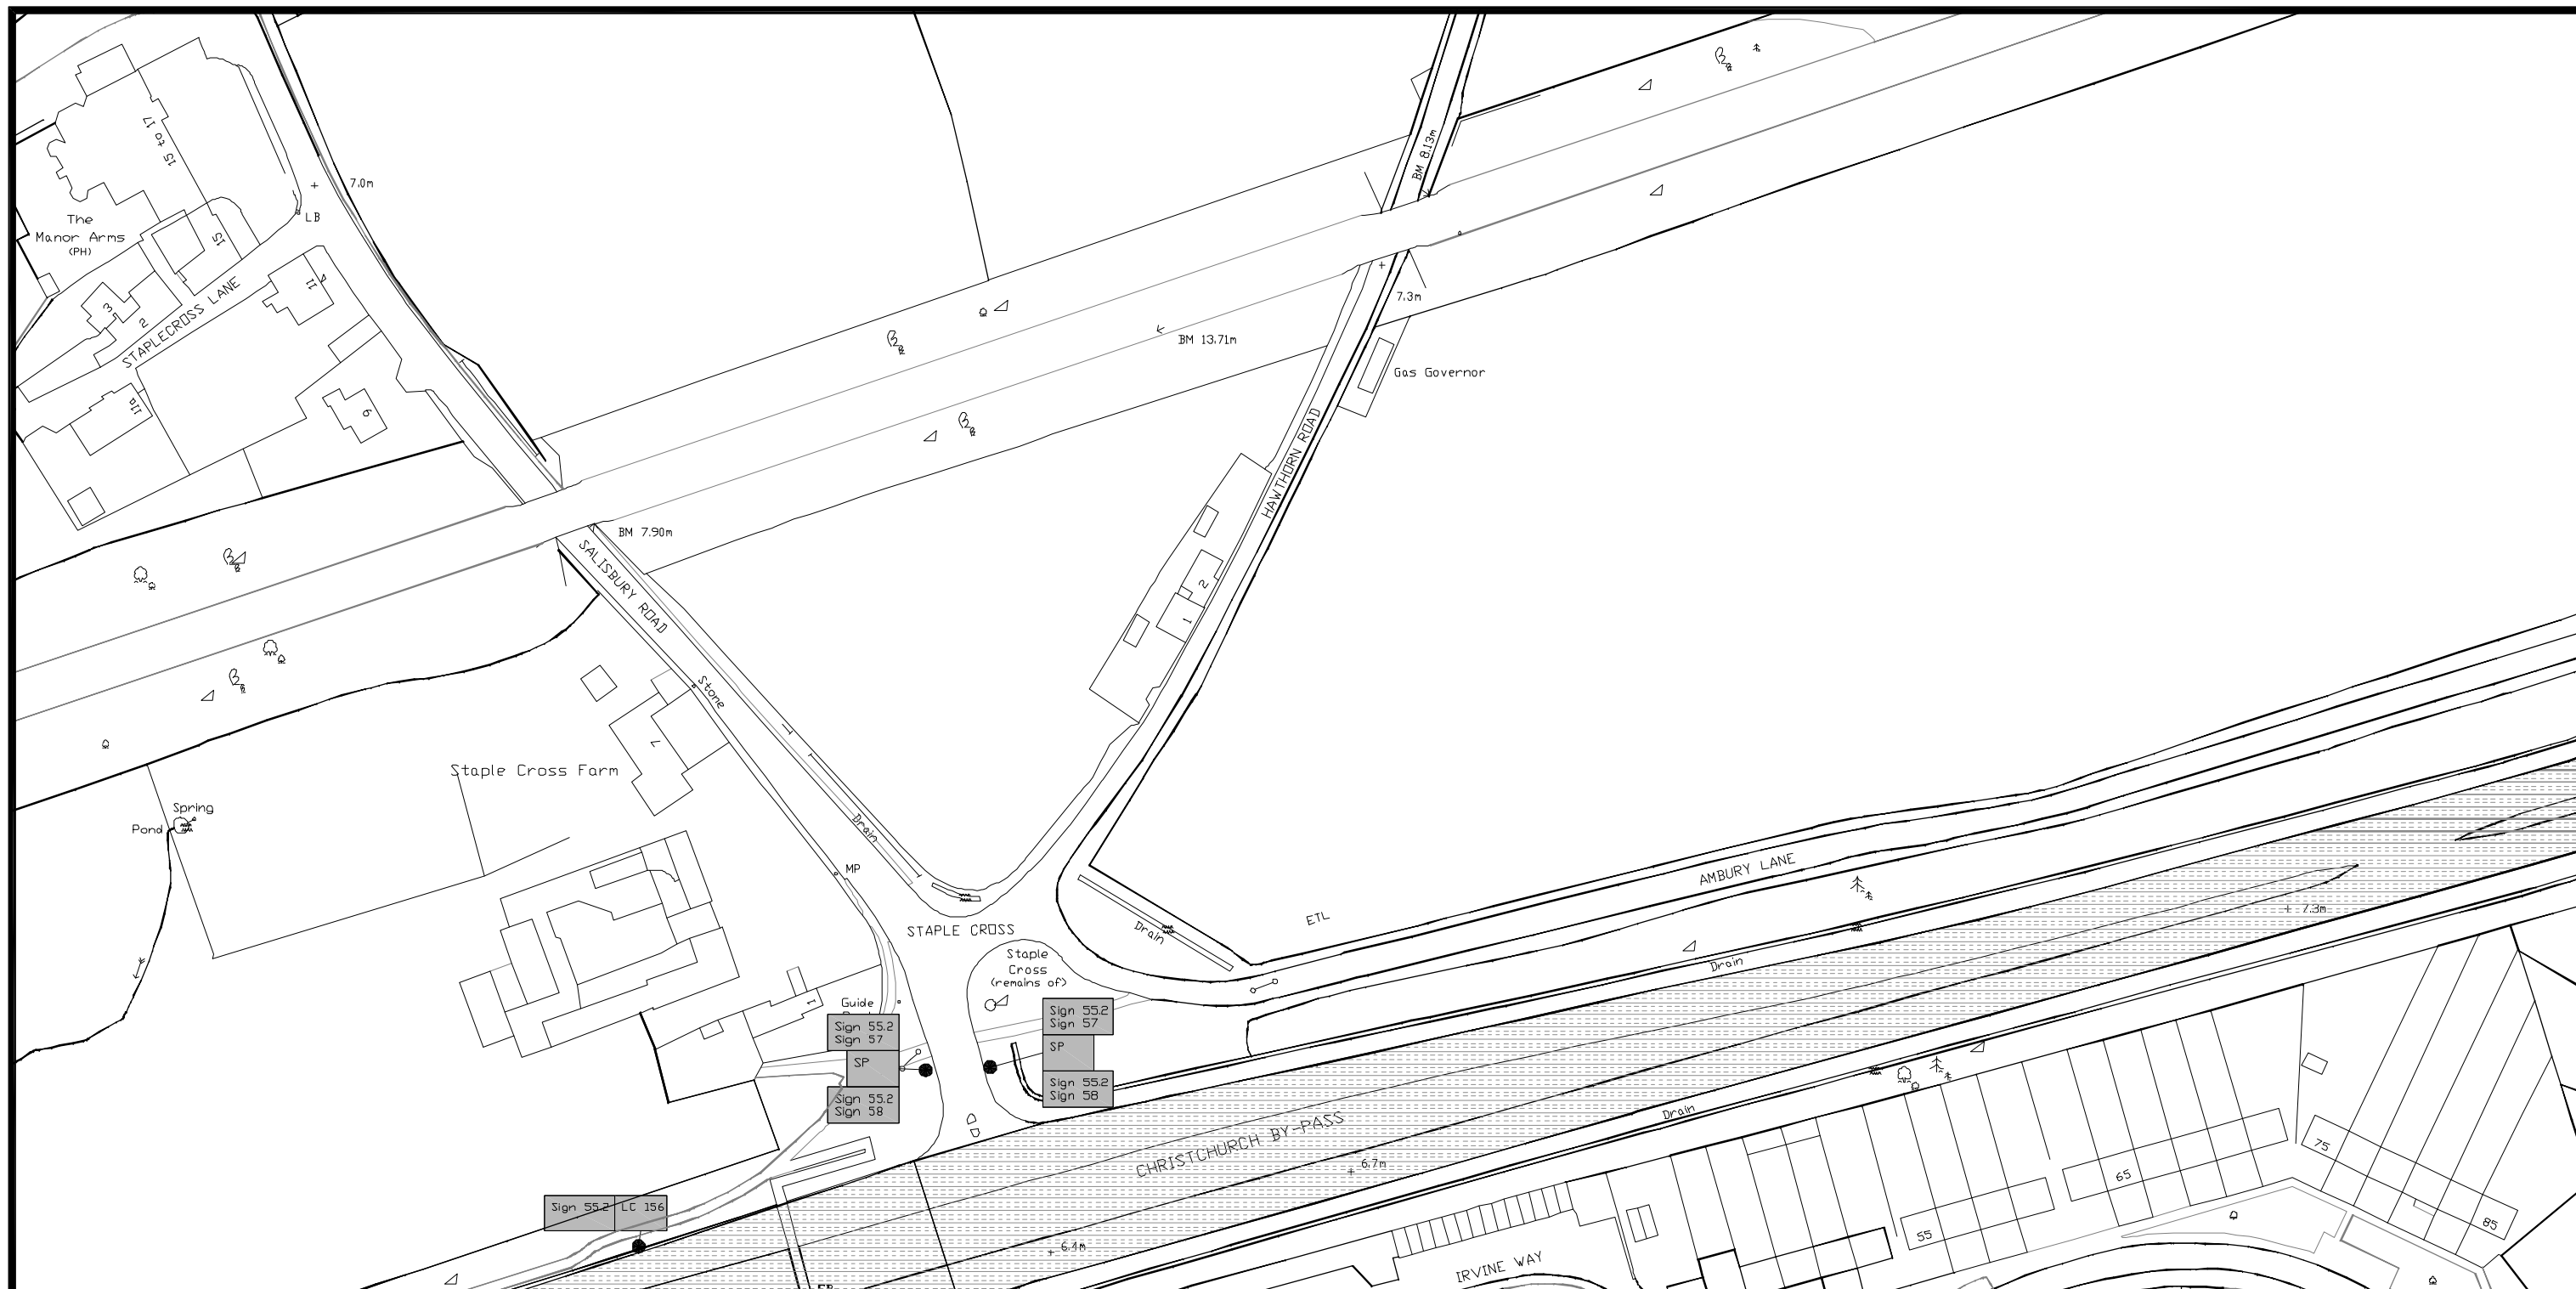 15 to 17
BM 8.13m
7.0m
LB
The
Manor Arms
(PH)
15
11
3
2
STAPLECROSS LANE
7.3m
BM 13.71m
Gas Governor
11a
9
HAWTHORN ROAD
BM 7.90m
SALISBURY ROAD
2
1
Stone
7
Staple Cross Farm
Spring
Pond
Drain
MP
AMBURY LANE
ETL
STAPLE CROSS
Drain
7.3m
Staple
Cross
(remains of)
Drain
1
Guide
Sign 55.2
Sign 57
SP
Sign 55.2
Sign 58
Sign 55.2
Sign 57
SP
Sign 55.2
Sign 58
Drain
CHRISTCHURCH BY-PASS
6.7m
75
65
85
55
Sign 55.2
LC 156
6.4m
IRVINE WAY